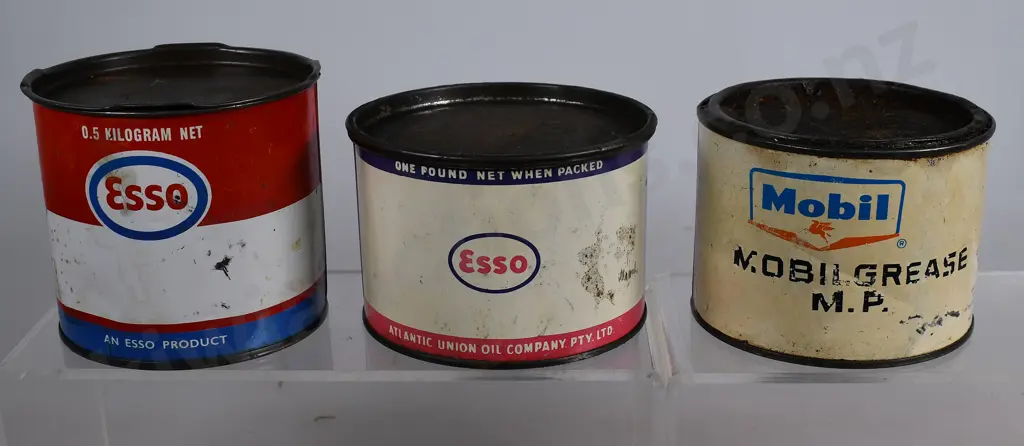 0.5 KILOGRAM NET
Esso
AN ESSO PRODUCT
ONE POUND NET WHEN PACKED
Esso
ATLANTIC UNION OIL COMPANY PTY. LTD.
Mobil
®
MOBILGREASE
M.P.